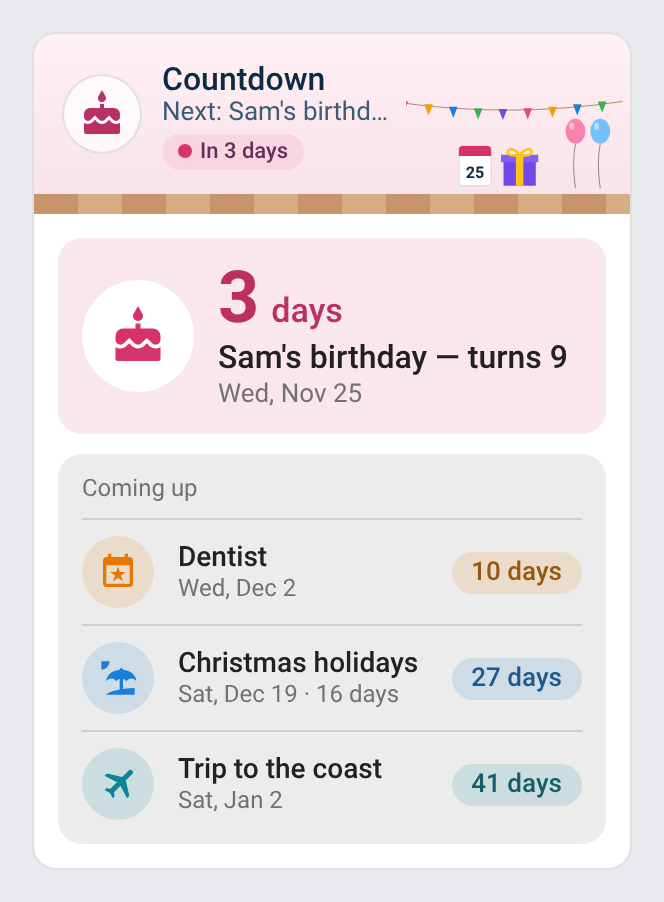 Countdown
Next: Sam's birthd…
In 3 days
25
3 days
Sam's birthday — turns 9
Wed, Nov 25
Coming up
Dentist
Wed, Dec 2
10 days
Christmas holidays
Sat, Dec 19 · 16 days
27 days
Trip to the coast
Sat, Jan 2
41 days